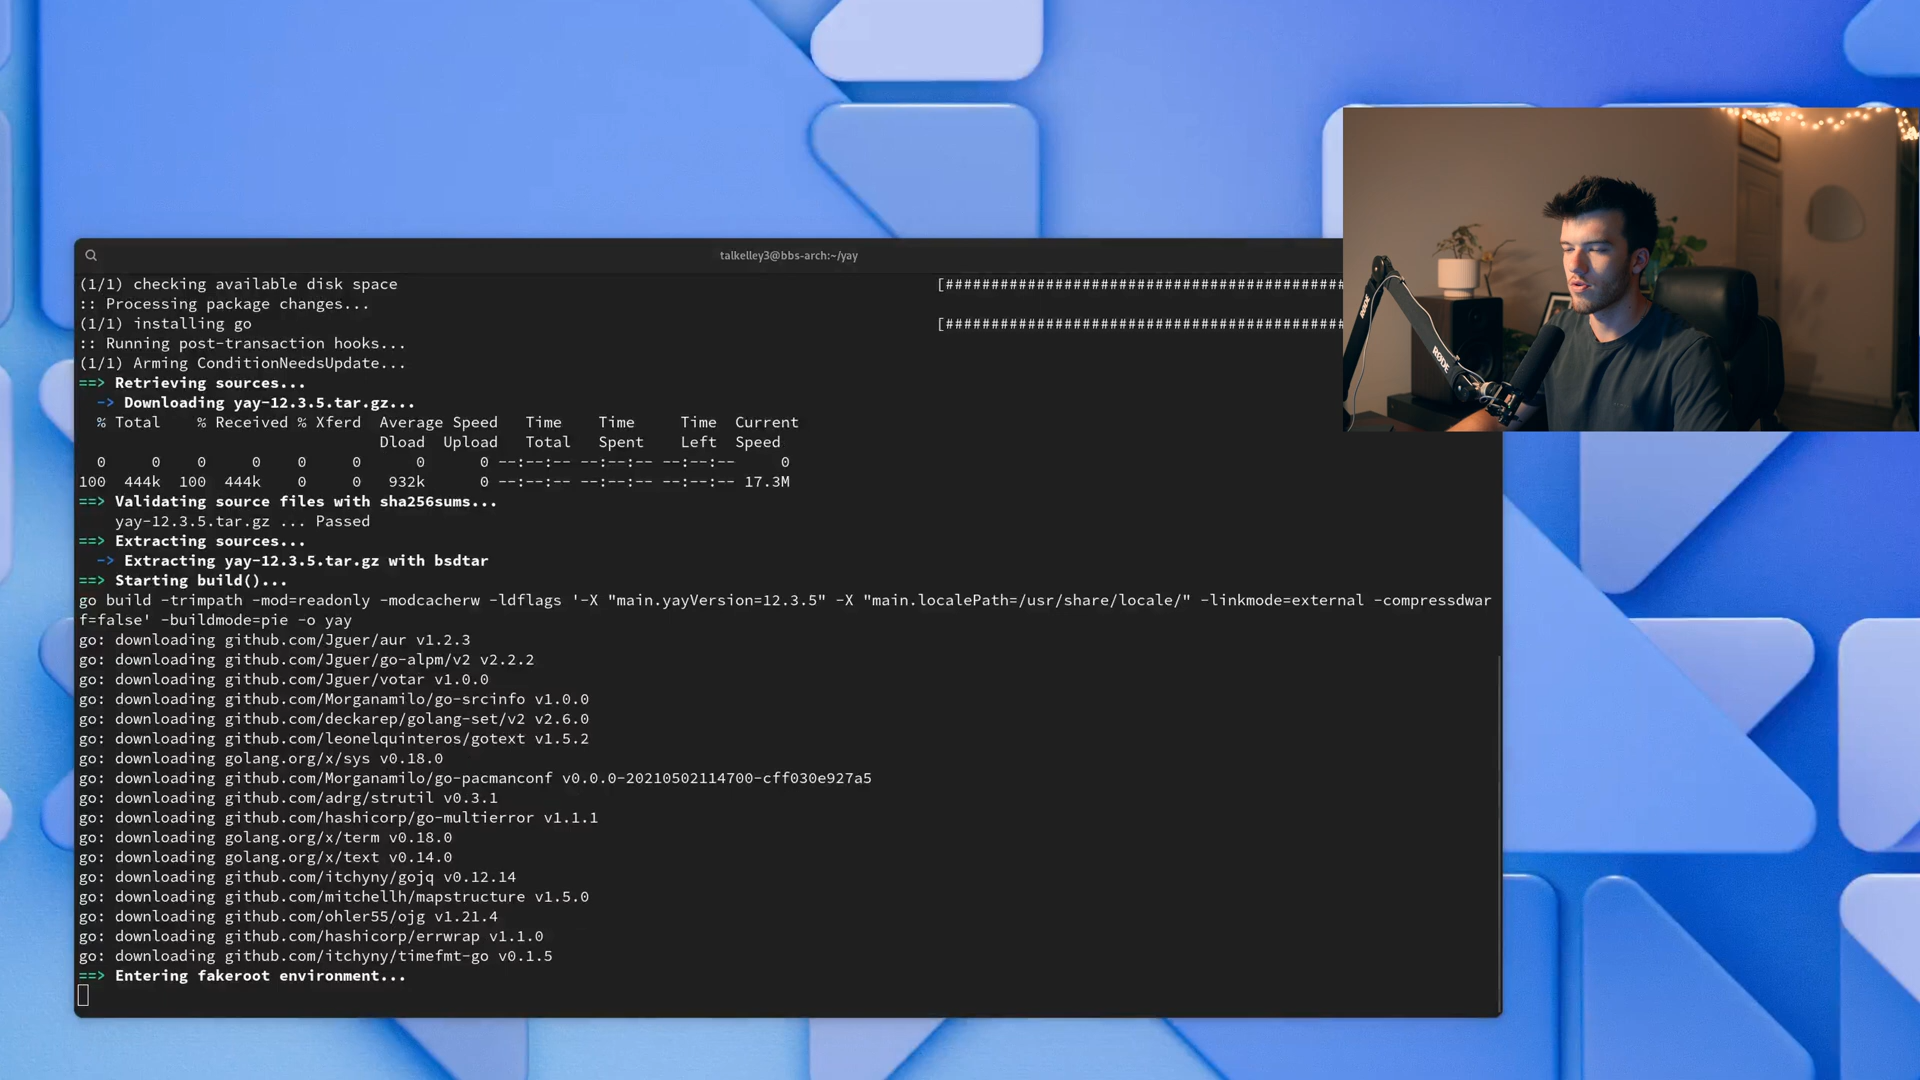 talkelley3@bbs-arch:~/yay
(1/1) checking available disk space [############################################
:: Processing package changes...
(1/1) installing go [############################################
:: Running post-transaction hooks...
(1/1) Arming ConditionNeedsUpdate...
==> Retrieving sources...
-> Downloading yay-12.3.5.tar.gz...
% Total % Received % Xferd Average Speed Time Time Time Current
Dload Upload Total Spent Left Speed
0 0 0 0 0 0 0 0 --:--:-- --:--:-- --:--:-- 0
100 444k 100 444k 0 0 932k 0 --:--:-- --:--:-- --:--:-- 17.3M
==> Validating source files with sha256sums...
yay-12.3.5.tar.gz ... Passed
==> Extracting sources...
-> Extracting yay-12.3.5.tar.gz with bsdtar
==> Starting build()...
go build -trimpath -mod=readonly -modcacherw -ldflags '-X "main.yayVersion=12.3.5" -X "main.localePath=/usr/share/locale/" -linkmode=external -compressdwar
f=false' -buildmode=pie -o yay
go: downloading github.com/Jguer/aur v1.2.3
go: downloading github.com/Jguer/go-alpm/v2 v2.2.2
go: downloading github.com/Jguer/votar v1.0.0
go: downloading github.com/Morganamilo/go-srcinfo v1.0.0
go: downloading github.com/deckarep/golang-set/v2 v2.6.0
go: downloading github.com/leonelquinteros/gotext v1.5.2
go: downloading golang.org/x/sys v0.18.0
go: downloading github.com/Morganamilo/go-pacmanconf v0.0.0-20210502114700-cff030e927a5
go: downloading github.com/adrg/strutil v0.3.1
go: downloading github.com/hashicorp/go-multierror v1.1.1
go: downloading golang.org/x/term v0.18.0
go: downloading golang.org/x/text v0.14.0
go: downloading github.com/itchyny/gojq v0.12.14
go: downloading github.com/mitchellh/mapstructure v1.5.0
go: downloading github.com/ohler55/ojg v1.21.4
go: downloading github.com/hashicorp/errwrap v1.1.0
go: downloading github.com/itchyny/timefmt-go v0.1.5
==> Entering fakeroot environment...
RØDE
RØDE